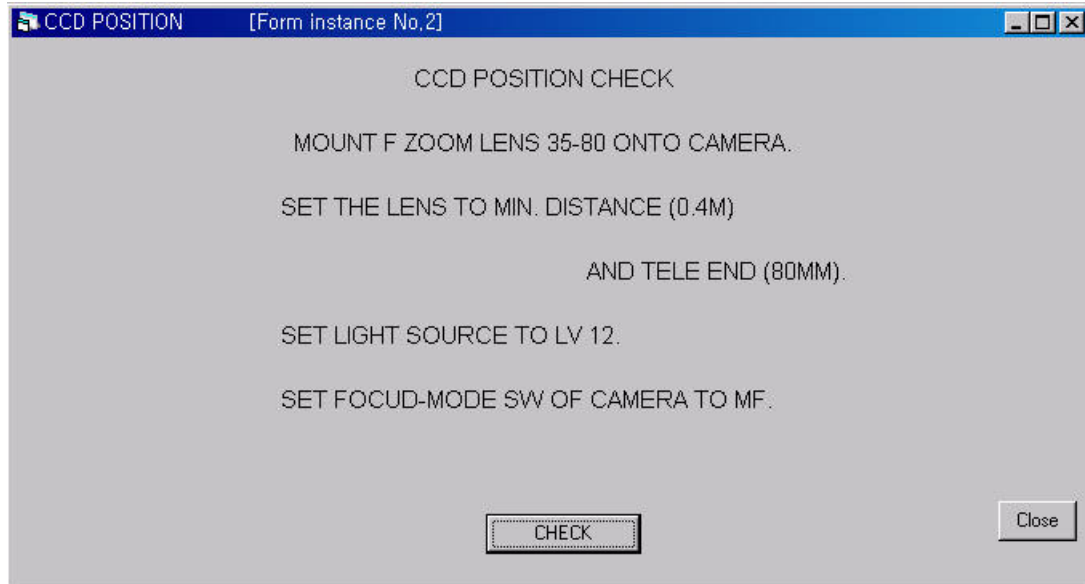 CCD POSITION [Form instance No,2]
CCD POSITION CHECK
MOUNT F ZOOM LENS 35-80 ONTO CAMERA.
SET THE LENS TO MIN. DISTANCE (0.4M)
AND TELE END (80MM).
SET LIGHT SOURCE TO LV 12.
SET FOCUD-MODE SW OF CAMERA TO MF.
CHECK
Close